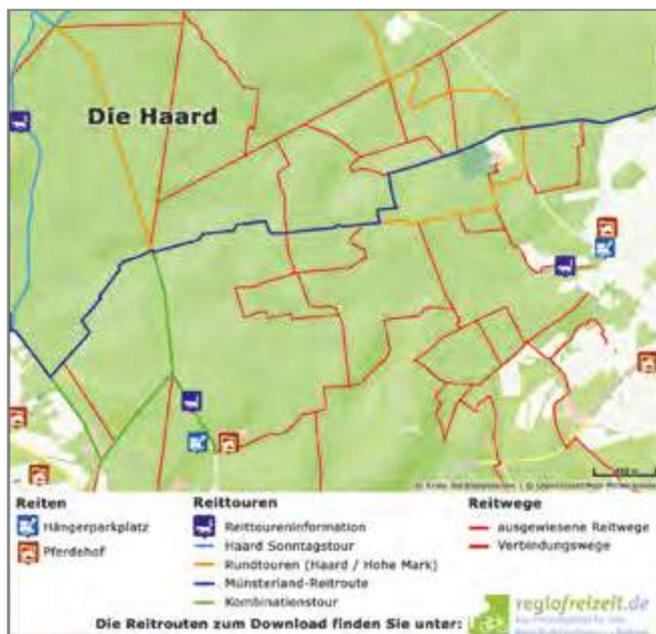 Die Haard
Reiten
Hängerparkplatz
Pferdehof
Reittouren
Reittoureninformation
Haard Sonntagstour
Rundtouren (Haard / Hohe Mark)
Münsterland-Reitroute
Kombinationstour
Reitwege
ausgewiesene Reitwege
Verbindungswege
Die Reitrouten zum Download finden Sie unter:
regiofreizeit.de